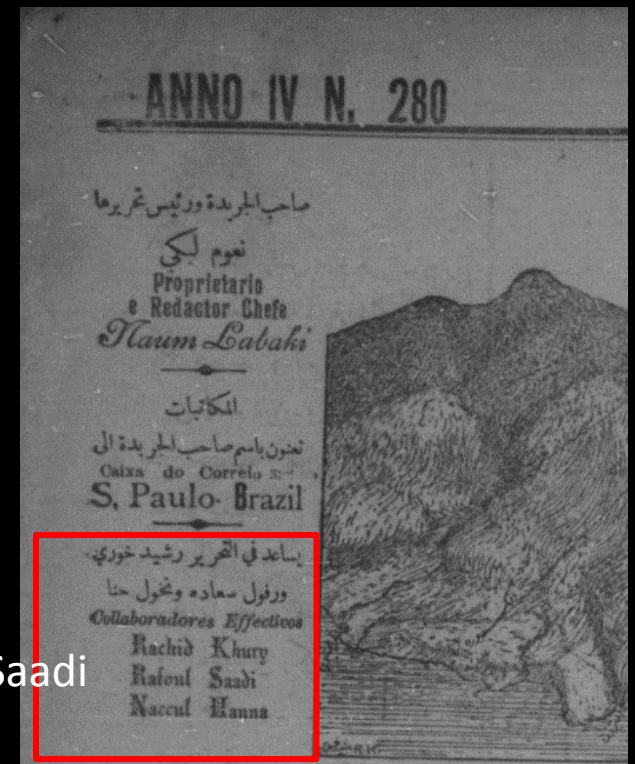 ANNO IV N. 280
صاحب الجريدة ورئيس تحريرها
نعوم لبكي
Proprietario
e Redactor Chefe
Naum Labaki
المكاتبات
تعنون باسم صاحب الجريدة الى
Caixa do Correio
S. Paulo- Brazil
يساعد في التحرير رشيد خوري.
ورفول سعاده ونخول حنا
Collaboradores Effectivos
Rachid Khury
Rafoul Saadi
Naccul Hanna
Saadi